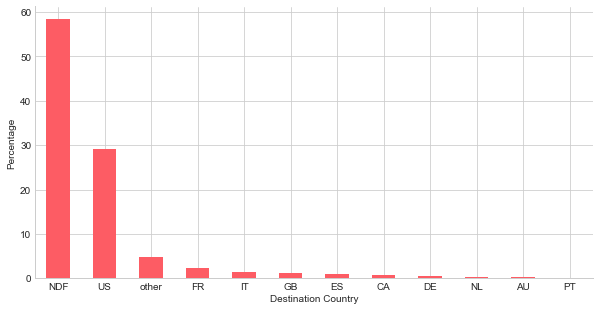 60
50
40
30
20
10
0
Percentage
NDF US other FR IT GB ES CA DE NL AU PT
Destination Country